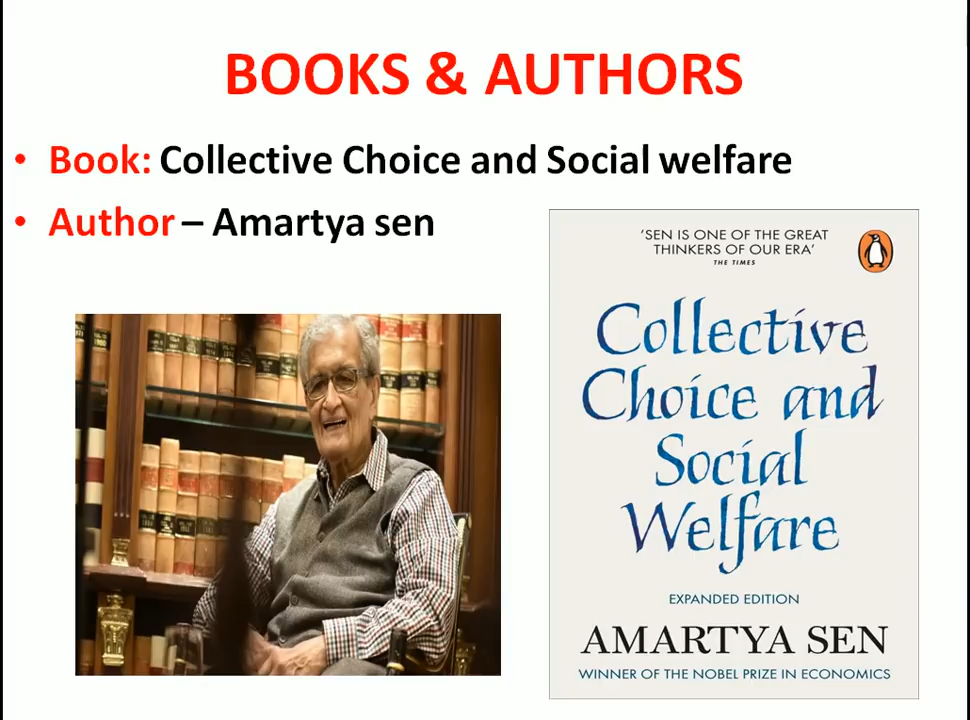 BOOKS & AUTHORS
• Book: Collective Choice and Social welfare
• Author – Amartya sen
'SEN IS ONE OF THE GREAT
THINKERS OF OUR ERA'
THE TIMES
Collective
Choice and
Social
Welfare
EXPANDED EDITION
AMARTYA SEN
WINNER OF THE NOBEL PRIZE IN ECONOMICS